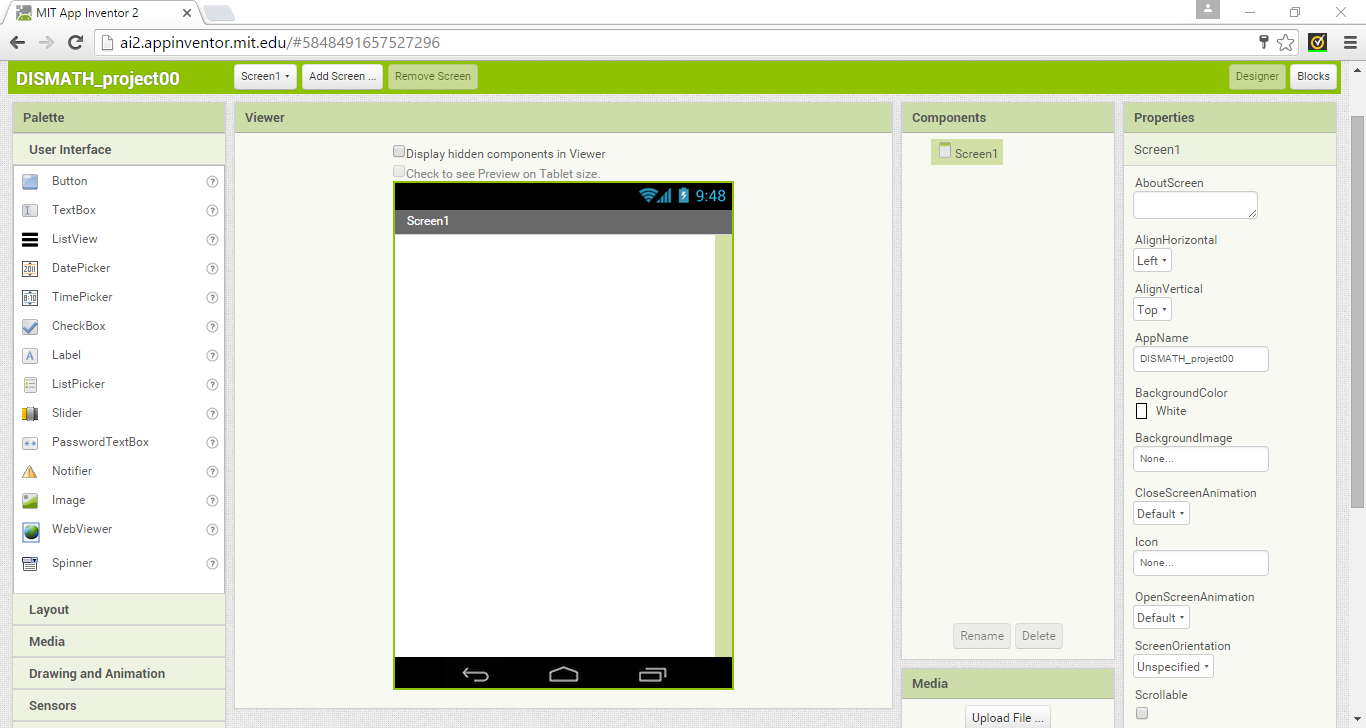 MIT App Inventor 2
ai2.appinventor.mit.edu/#5848491657527296
DISMATH_project00
Screen1
Add Screen ...
Remove Screen
Designer
Blocks
Palette
User Interface
Button
TextBox
ListView
DatePicker
TimePicker
CheckBox
Label
ListPicker
Slider
PasswordTextBox
Notifier
Image
WebViewer
Spinner
Layout
Media
Drawing and Animation
Sensors
Viewer
Display hidden components in Viewer
Check to see Preview on Tablet size.
9:48
Screen1
Components
Screen1
Rename
Delete
Media
Upload File ...
Properties
Screen1
AboutScreen
AlignHorizontal
Left
AlignVertical
Top
AppName
DISMATH_project00
BackgroundColor
White
BackgroundImage
None...
CloseScreenAnimation
Default
Icon
None...
OpenScreenAnimation
Default
ScreenOrientation
Unspecified
Scrollable